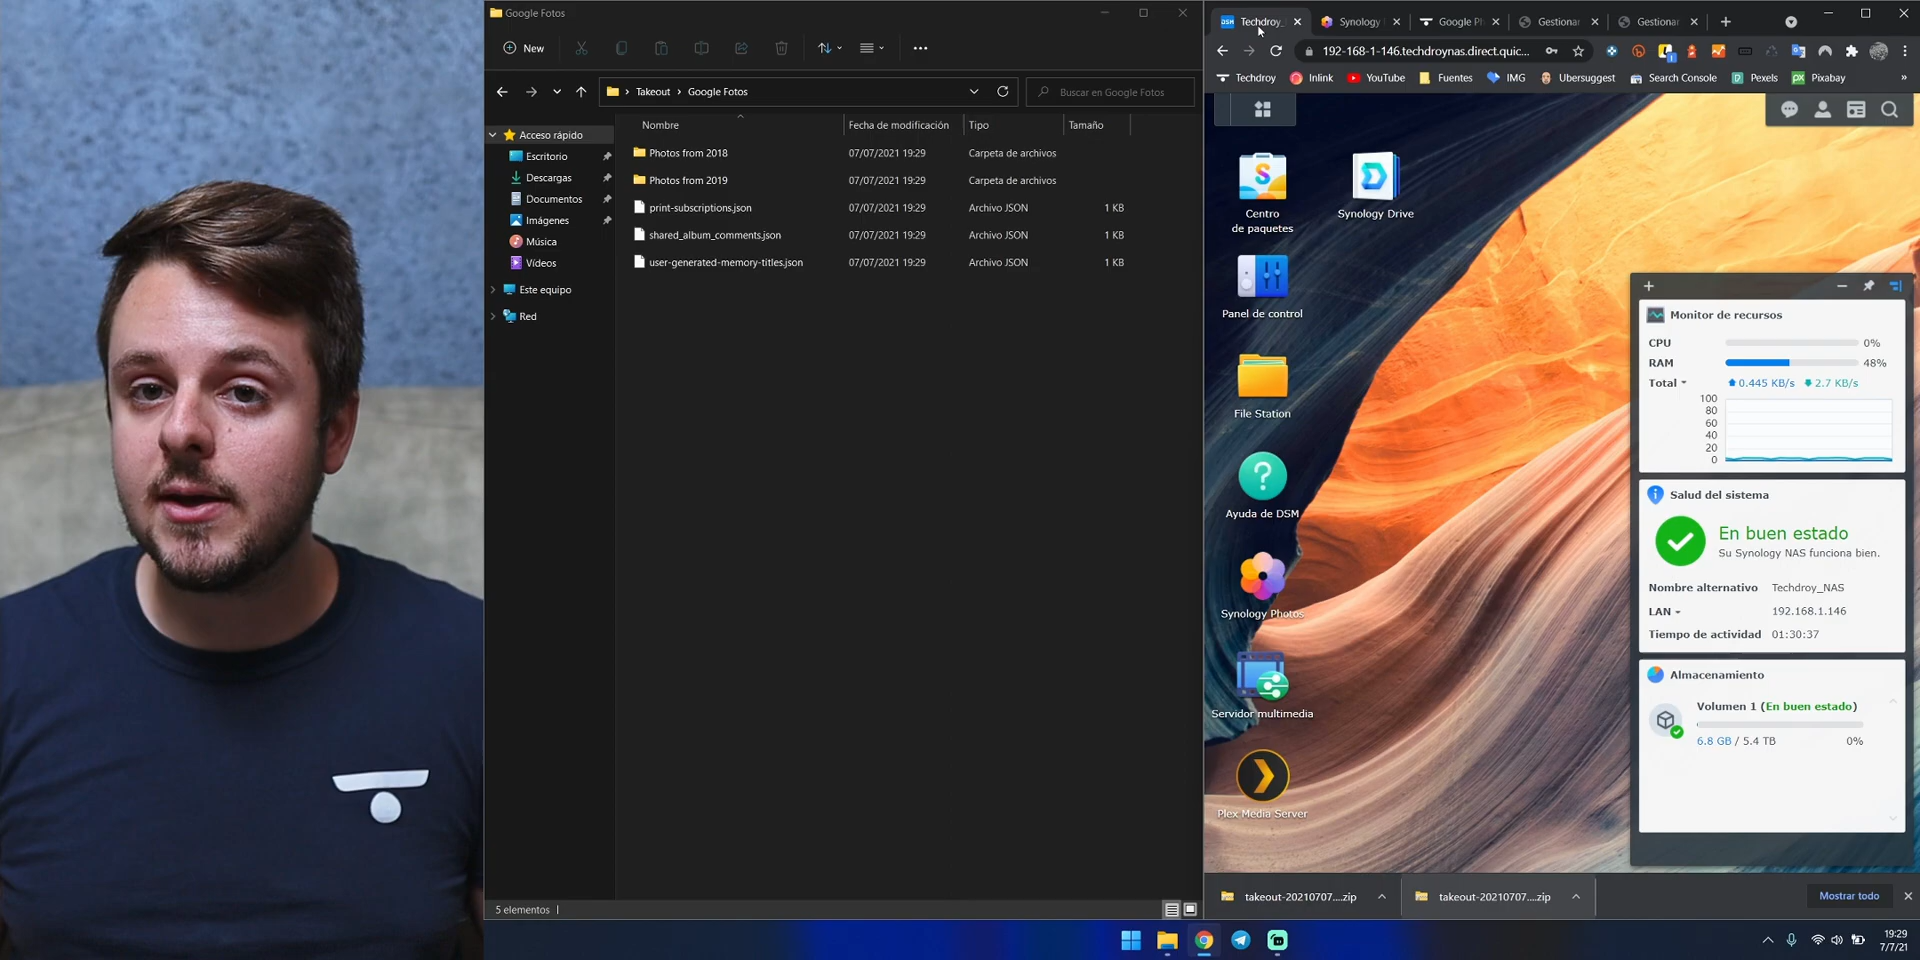 Google Fotos
New
Takeout > Google Fotos
Buscar en Google Fotos
Nombre Fecha de modificación Tipo Tamaño
Photos from 2018 07/07/2021 19:29 Carpeta de archivos
Photos from 2019 07/07/2021 19:29 Carpeta de archivos
print-subscriptions.json 07/07/2021 19:29 Archivo JSON 1 KB
shared_album_comments.json 07/07/2021 19:29 Archivo JSON 1 KB
user-generated-memory-titles.json 07/07/2021 19:29 Archivo JSON 1 KB
Acceso rápido
Escritorio
Descargas
Documentos
Imágenes
Música
Vídeos
Este equipo
Red
5 elementos
DSM Techdroy_ Synology Google Ph Gestionar Gestionar
192-168-1-146.techdroynas.direct.quic...
Techdroy Inlink YouTube Fuentes IMG Ubersuggest Search Console Pexels Pixabay »
Centro
de paquetes
Synology Drive
Panel de control
File Station
Ayuda de DSM
Synology Photos
Servidor multimedia
Plex Media Server
Monitor de recursos
CPU 0%
RAM 48%
Total 0.445 KB/s 2.7 KB/s
100
80
60
40
20
0
Salud del sistema
En buen estado
Su Synology NAS funciona bien.
Nombre alternativo Techdroy_NAS
LAN 192.168.1.146
Tiempo de actividad 01:30:37
Almacenamiento
Volumen 1 (En buen estado)
6.8 GB / 5.4 TB 0%
takeout-20210707....zip takeout-20210707....zip Mostrar todo
19:29
7/7/21